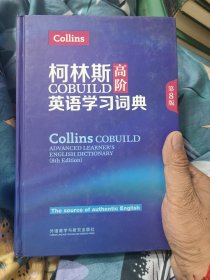 Collins
柯林斯 高阶
COBUILD
英语学习词典
第8版
Collins COBUILD
ADVANCED LEARNER'S
ENGLISH DICTIONARY
(8th Edition)
The source of authentic English
外语教学与研究出版社